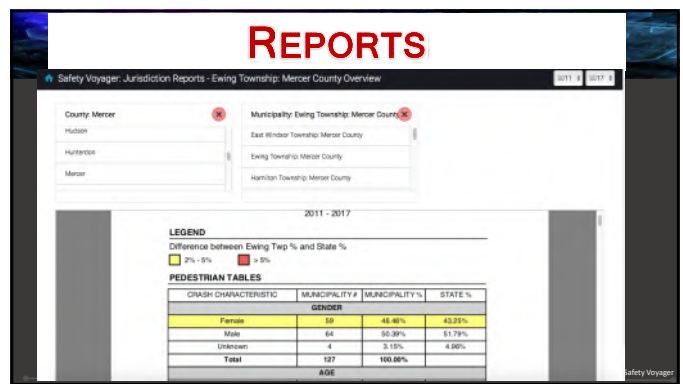 REPORTS
Safety Voyager: Jurisdiction Reports - Ewing Township: Mercer County Overview
2011
2017
County: Mercer
Hudson
Hunterdon
Mercer
Municipality: Ewing Township: Mercer County
East Windsor Township: Mercer County
Ewing Township: Mercer County
Hamilton Township: Mercer County
2011 - 2017
LEGEND
Difference between Ewing Twp % and State %
2% - 5% > 5%
PEDESTRIAN TABLES
CRASH CHARACTERISTIC MUNICIPALITY # MUNICIPALITY % STATE %
GENDER
Female 59 46.46% 43.25%
Male 64 50.39% 51.79%
Unknown 4 3.15% 4.96%
Total 127 100.00%
AGE
Safety Voyager